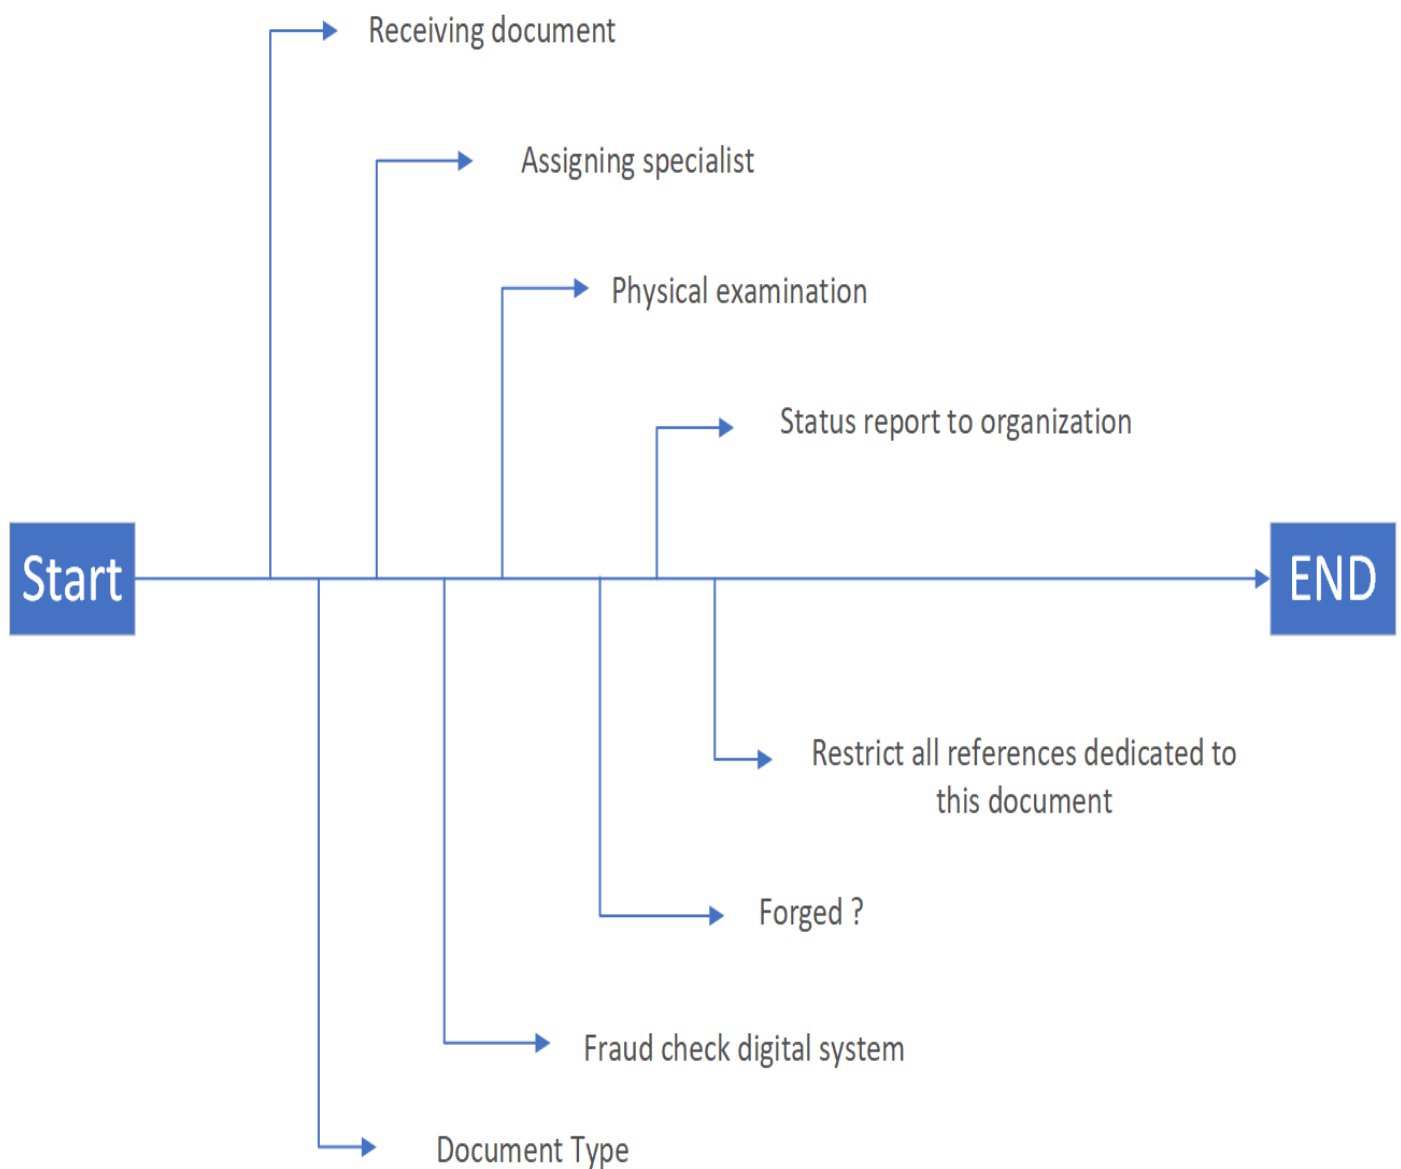 Receiving document
Assigning specialist
Physical examination
Status report to organization
Start
END
Restrict all references dedicated to
this document
Forged ?
Fraud check digital system
Document Type